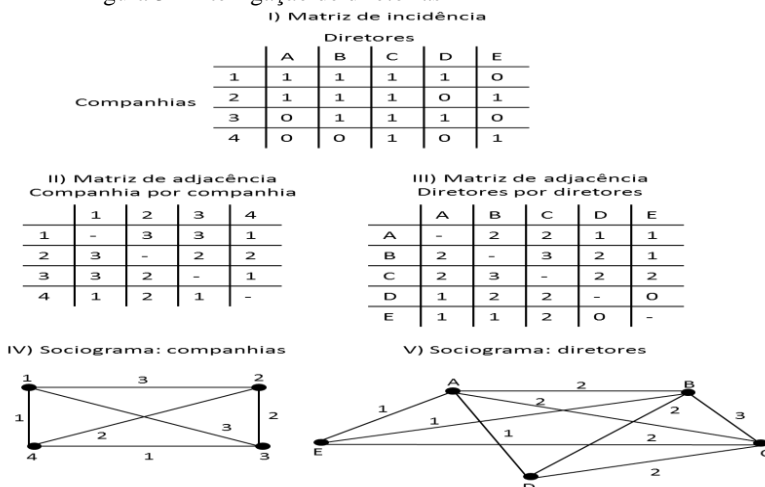 I) Matriz de incidência
Diretores
A B C D E
1 1 1 1 1 0
Companhias
2 1 1 1 0 1
3 0 1 1 1 0
4 0 0 1 0 1
II) Matriz de adjacência
Companhia por companhia
1 2 3 4
1 - 3 3 1
2 3 - 2 2
3 3 2 - 1
4 1 2 1 -
III) Matriz de adjacência
Diretores por diretores
A B C D E
A - 2 2 1 1
B 2 - 3 2 1
C 2 3 - 2 2
D 1 2 2 - 0
E 1 1 2 0 -
IV) Sociograma: companhias
1 3 2
1 2 3 2
4 1 3
V) Sociograma: diretores
A 2 B
1 2 2 3
1 1 2
E C
2
D